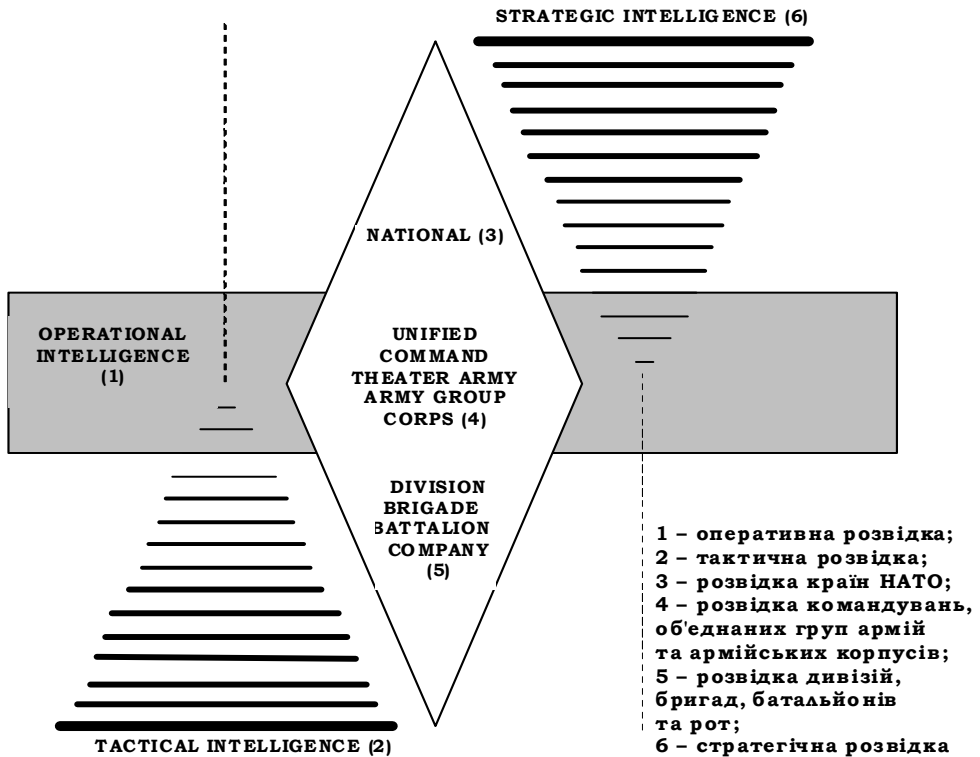 STRATEGIC INTELLIGENCE (6)
NATIONAL (3)
OPERATIONAL
INTELLIGENCE
(1)
UNIFIED
COMMAND
THEATER ARMY
ARMY GROUP
CORPS (4)
DIVISION
BRIGADE
BATTALION
COMPANY
(5)
1 – оперативна розвідка;
2 – тактична розвідка;
3 – розвідка країн НАТО;
4 – розвідка командувань,
об'еднаних груп армій
та армійських корпусів;
5 – розвідка дивізій,
бригад, батальйонів
та рот;
6 – стратегічна розвідка
TACTICAL INTELLIGENCE (2)